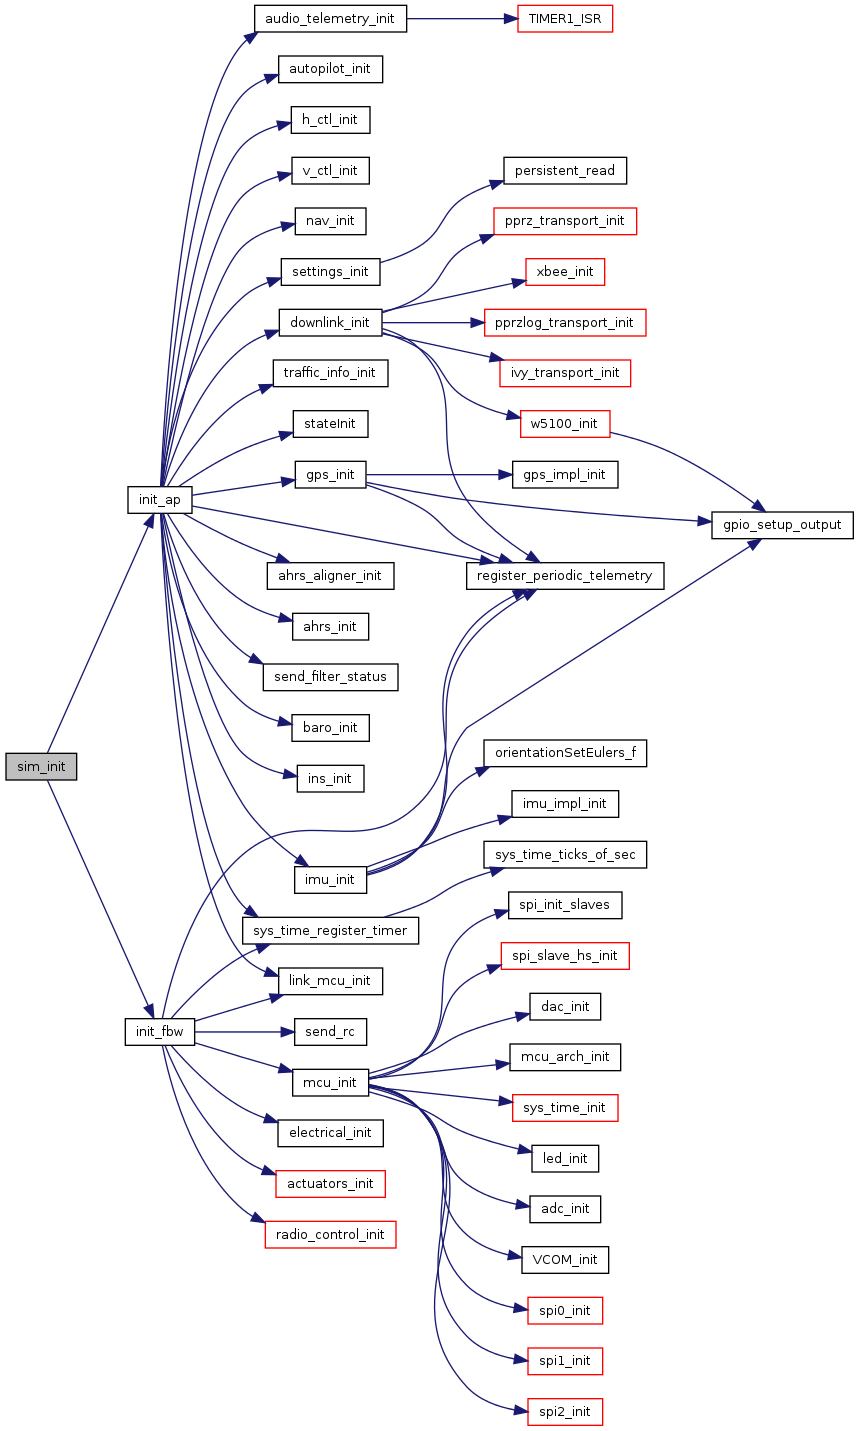 audio_telemetry_init
TIMER1_ISR
autopilot_init
h_ctl_init
v_ctl_init
persistent_read
nav_init
pprz_transport_init
settings_init
xbee_init
downlink_init
pprzlog_transport_init
traffic_info_init
ivy_transport_init
stateInit
w5100_init
gps_init
gps_impl_init
init_ap
gpio_setup_output
ahrs_aligner_init
register_periodic_telemetry
ahrs_init
send_filter_status
baro_init
orientationSetEulers_f
sim_init
ins_init
imu_impl_init
sys_time_ticks_of_sec
imu_init
spi_init_slaves
sys_time_register_timer
spi_slave_hs_init
link_mcu_init
dac_init
init_fbw
send_rc
mcu_arch_init
mcu_init
sys_time_init
electrical_init
led_init
actuators_init
adc_init
radio_control_init
VCOM_init
spi0_init
spi1_init
spi2_init